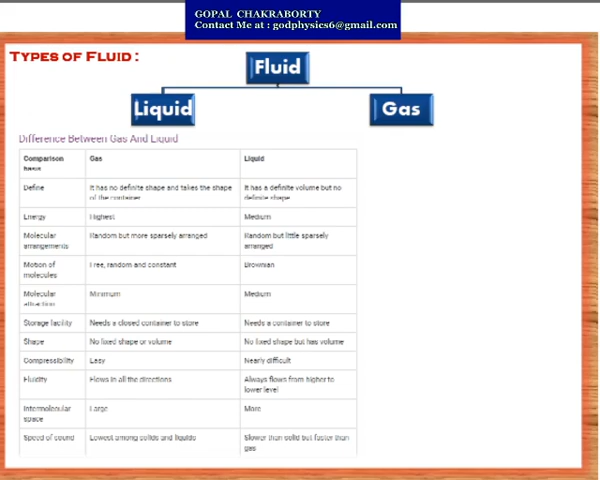 GOPAL CHAKRABORTY
Contact Me at : godphysics6@gmail.com
TYPES OF FLUID :
Fluid
Liquid
Gas
Difference Between Gas And Liquid
Comparison basis Gas Liquid
Define It has no definite shape and takes the shape of the container It has a definite volume but no definite shape
Energy Highest Medium
Molecular arrangements Random but more sparsely arranged Random but little sparsely arranged
Motion of molecules Free, random and constant Brownian
Molecular attraction Minimum Medium
Storage facility Needs a closed container to store Needs a container to store
Shape No fixed shape or volume No fixed shape but has volume
Compressibility Easy Nearly difficult
Fluidity Flows in all the directions Always flows from higher to lower level
Intermolecular space Large More
Speed of sound Lowest among solids and liquids Slower than solid but faster than gas